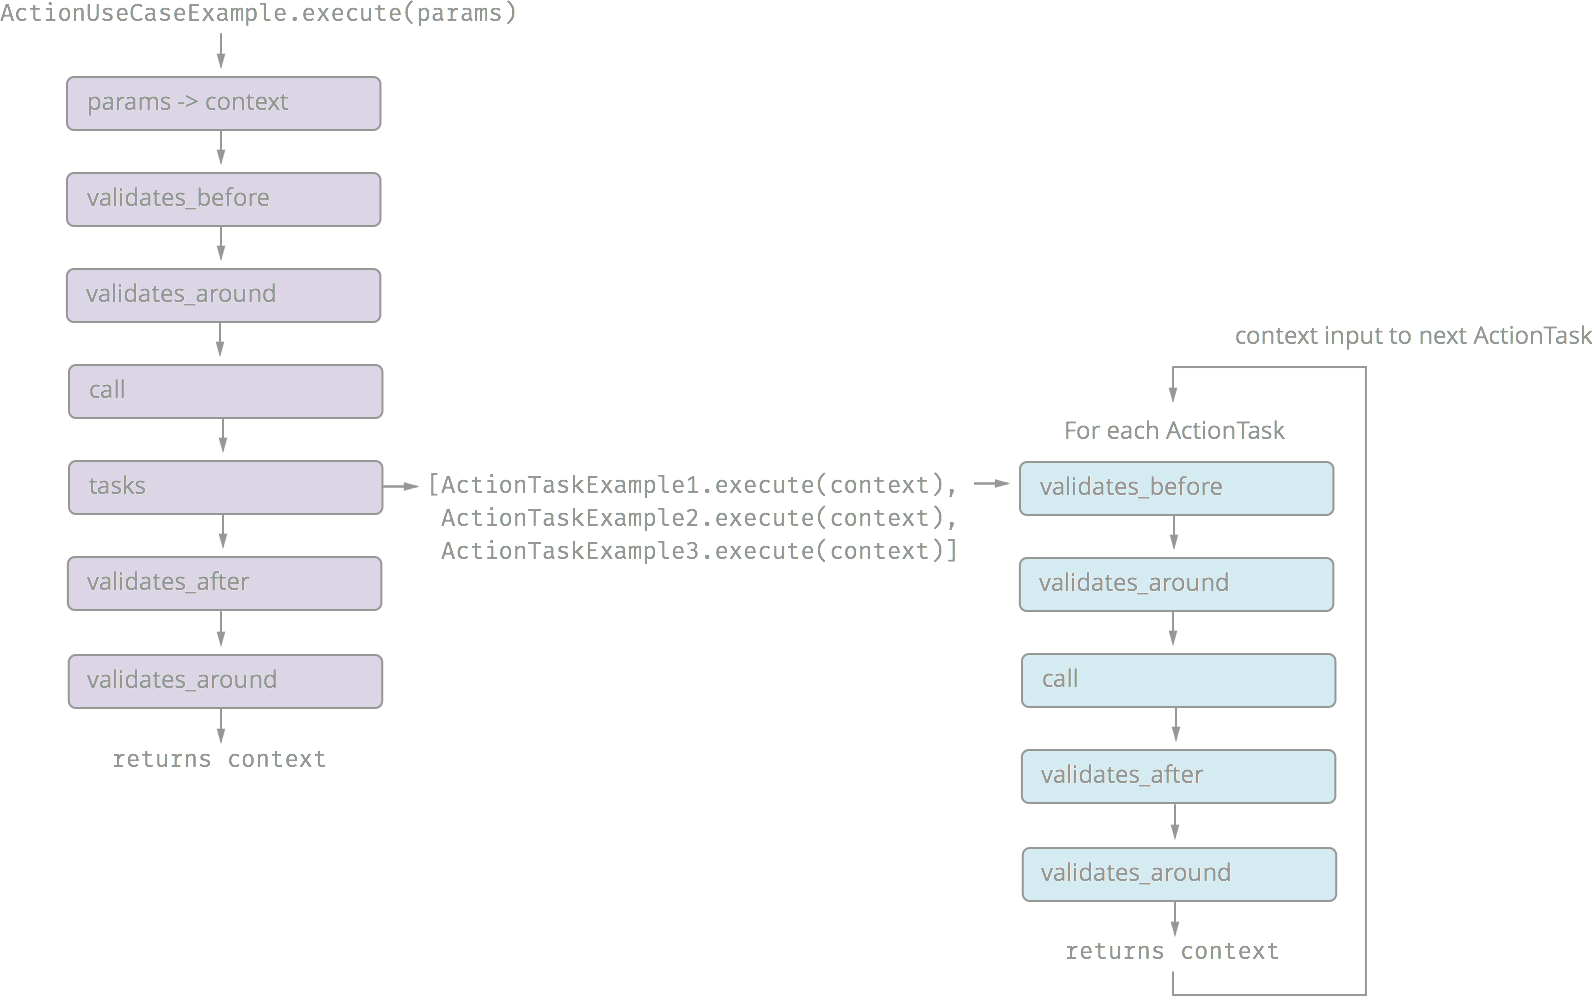 ActionUseCaseExample.execute(params)
params -> context
validates_before
validates_around
call
tasks
validates_after
validates_around
returns context
[ActionTaskExample1.execute(context),
ActionTaskExample2.execute(context),
ActionTaskExample3.execute(context)]
context input to next ActionTask
For each ActionTask
validates_before
validates_around
call
validates_after
validates_around
returns context